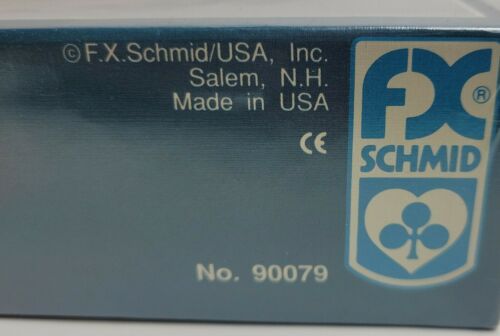 ©F.X.Schmid/USA, Inc.
Salem, N.H.
Made in USA
CE
No. 90079
FX®
SCHMID